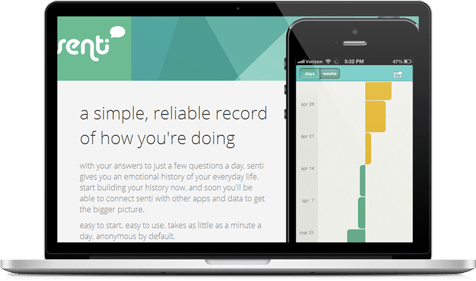 senti
a simple, reliable record
of how you're doing
with your answers to just a few questions a day, senti
gives you an emotional history of your everyday life.
start building your history now, and soon you'll be
able to connect senti with other apps and data to get
the bigger picture.
easy to start. easy to use. takes as little as a minute a
day. anonymous by default.
Verizon 5:32 PM 47%
days weeks
apr 28
apr 21
apr 14
apr 7
mar 31